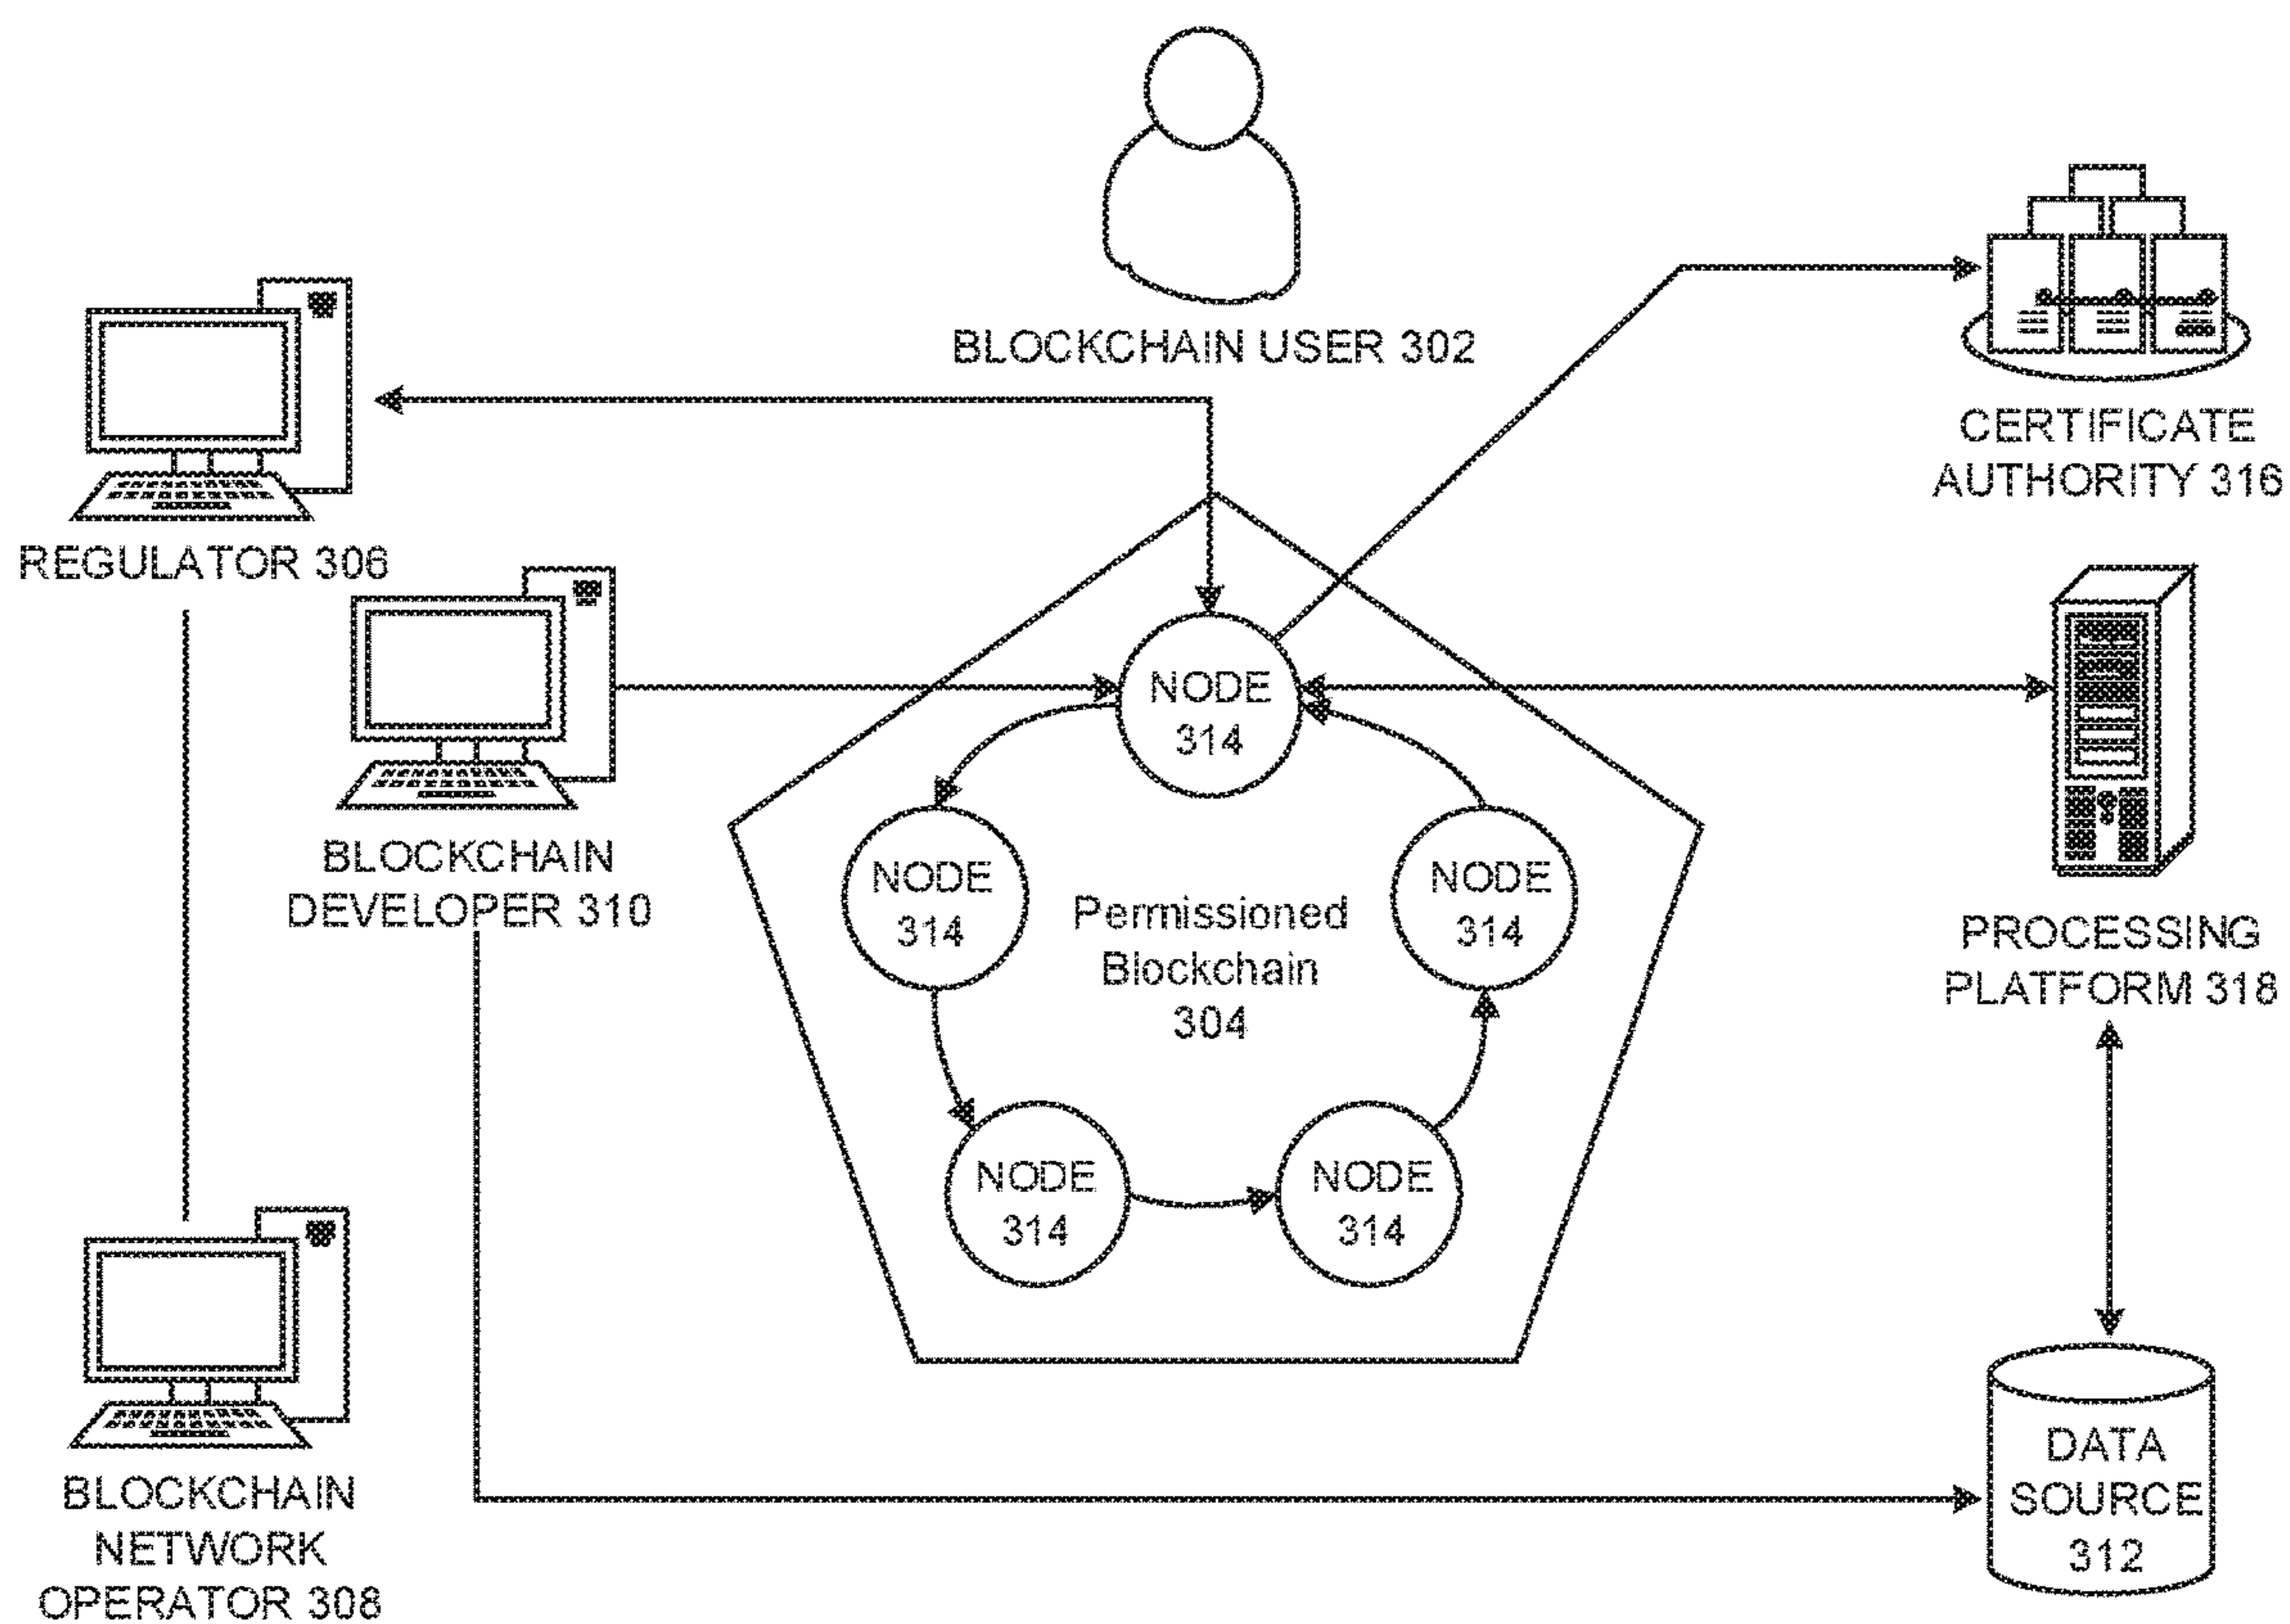 BLOCKCHAIN USER 302
CERTIFICATE
AUTHORITY 316
REGULATOR 306
NODE
314
BLOCKCHAIN
DEVELOPER 310
NODE
314
Permissioned
Blockchain
304
NODE
314
PROCESSING
PLATFORM 318
NODE
314
NODE
314
BLOCKCHAIN
NETWORK
OPERATOR 308
DATA
SOURCE
312